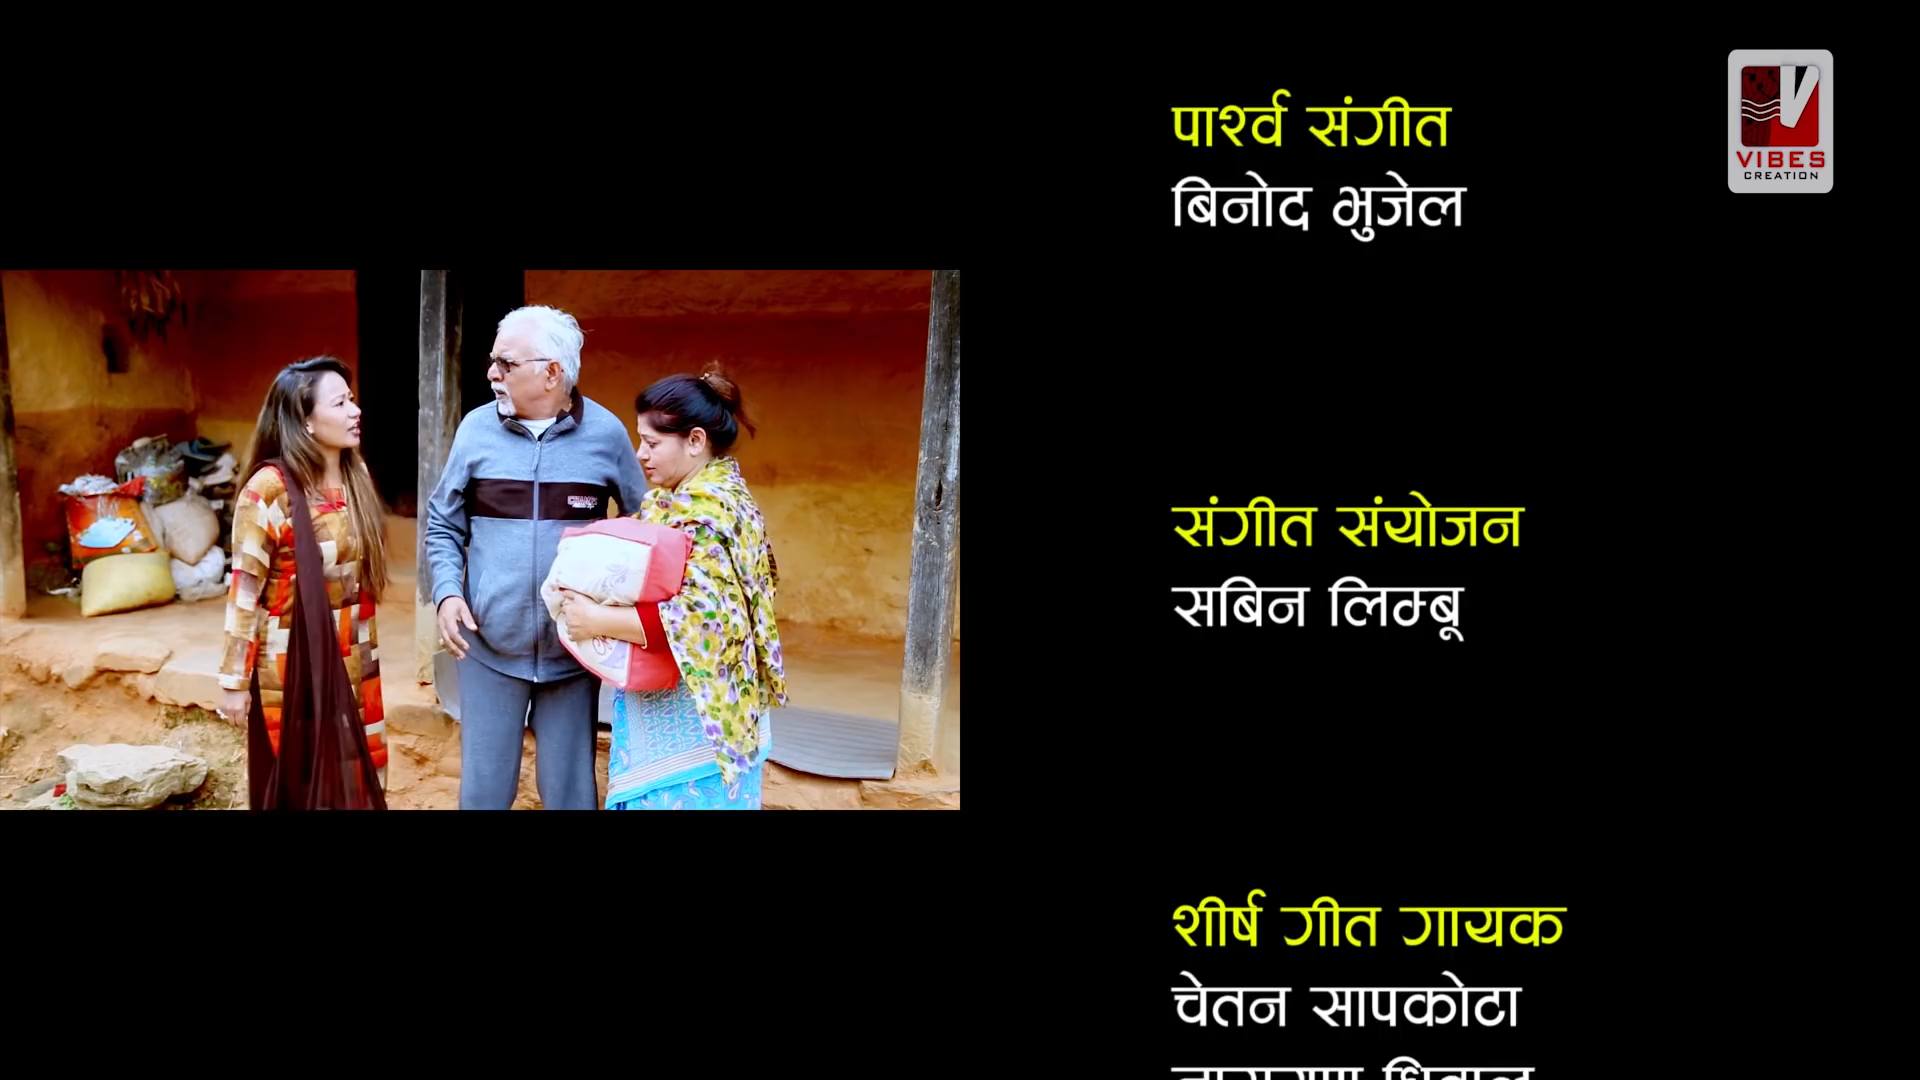 पार्श्व संगीत
बिनोद भुजेल
VIBES
CREATION
संगीत संयोजन
सबिन लिम्बू
शीर्ष गीत गायक
चेतन सापकोटा